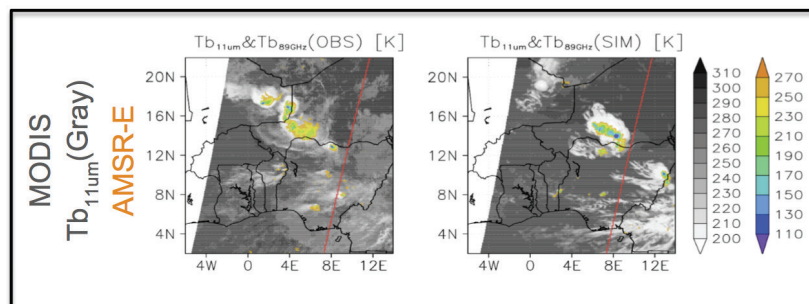 MODIS
Tb11um(Gray)
AMSR-E
Tb11um&Tb89GHz(OBS) [K]
20N
16N
12N
8N
4N
4W 0 4E 8E 12E
Tb11um&Tb89GHz(SIM) [K]
20N
16N
12N
8N
4N
4W 0 4E 8E 12E
310
300
290
280
270
260
250
240
230
220
210
200
270
250
230
210
190
170
150
130
110